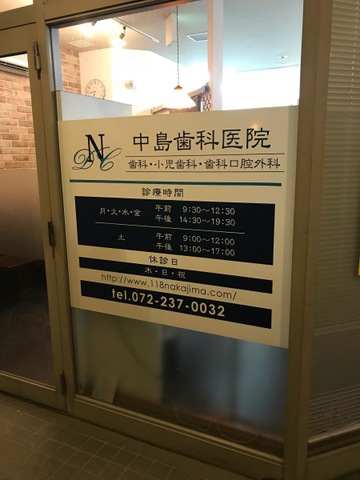 NDC
中島歯科医院
歯科・小児歯科・歯科口腔外科
診療時間
月・火・水・金 午前 9:30〜12:30
午後 14:30〜19:30
土 午前 9:00〜12:00
午後 13:00〜17:00
休診日
木・日・祝
http://www.118nakajima.com/
tel.072-237-0032